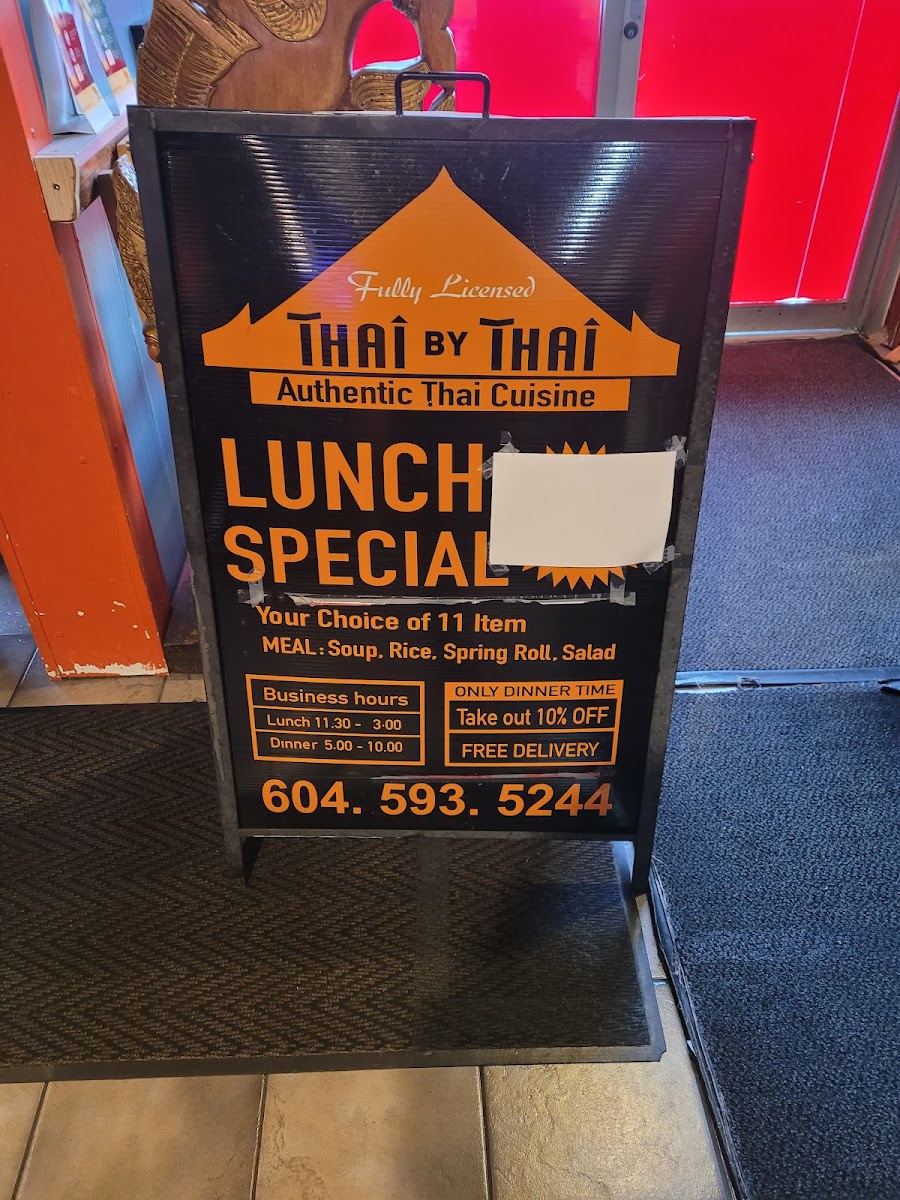 Fully Licensed
THAI BY THAI
Authentic Thai Cuisine
LUNCH
SPECIAL
Your Choice of 11 Item
MEAL: Soup, Rice, Spring Roll, Salad
Business hours
Lunch 11.30 - 3.00
Dinner 5.00 - 10.00
ONLY DINNER TIME
Take out 10% OFF
FREE DELIVERY
604. 593. 5244